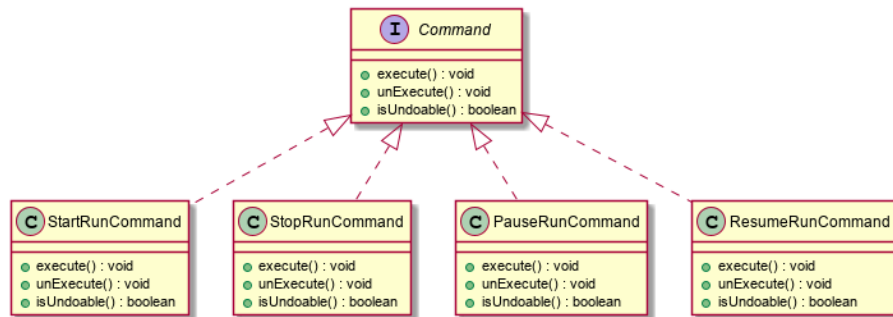 I Command
execute() : void
unExecute() : void
isUndoable() : boolean
C StartRunCommand
execute() : void
unExecute() : void
isUndoable() : boolean
C StopRunCommand
execute() : void
unExecute() : void
isUndoable() : boolean
C PauseRunCommand
execute() : void
unExecute() : void
isUndoable() : boolean
C ResumeRunCommand
execute() : void
unExecute() : void
isUndoable() : boolean